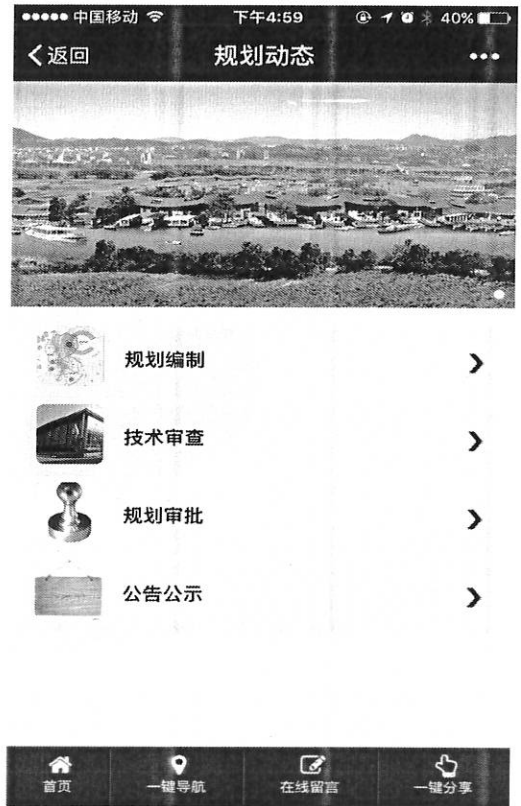 中国移动 下午4:59 40%
返回 规划动态
规划编制
技术审查
规划审批
公告公示
首页 一键导航 在线留言 一键分享